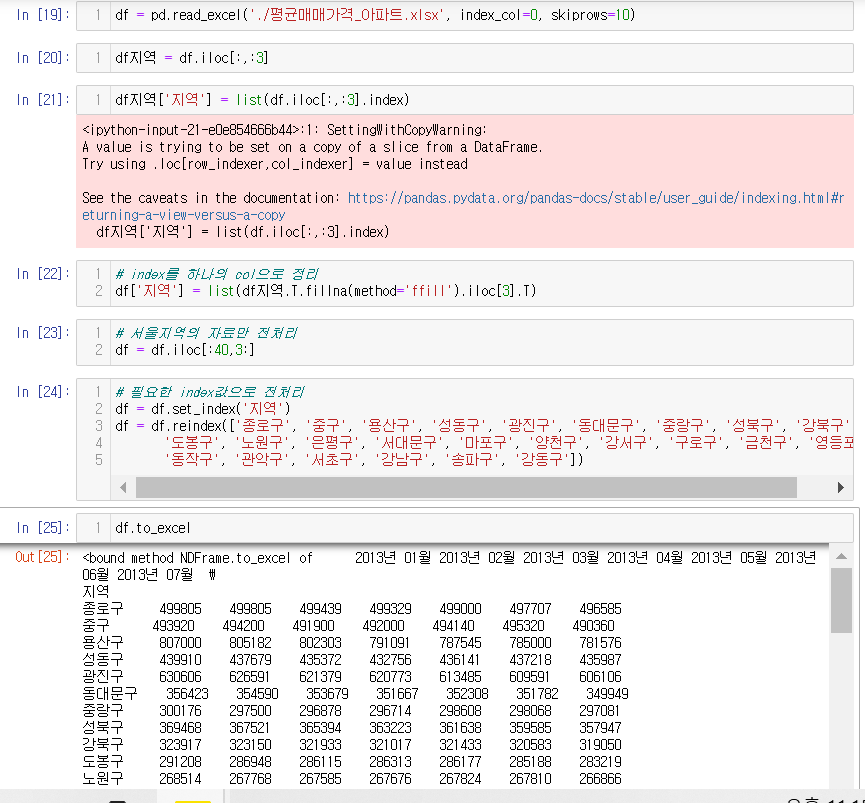 In [19]: 1 df = pd.read_excel('./평균매매가격_아파트.xlsx', index_col=0, skiprows=10)
In [20]: 1 df지역 = df.iloc[:,:3]
In [21]: 1 df지역['지역'] = list(df.iloc[:,:3].index)
<ipython-input-21-e0e854666b44>:1: SettingWithCopyWarning:
A value is trying to be set on a copy of a slice from a DataFrame.
Try using .loc[row_indexer,col_indexer] = value instead
See the caveats in the documentation: https://pandas.pydata.org/pandas-docs/stable/user_guide/indexing.html#r
eturning-a-view-versus-a-copy
df지역['지역'] = list(df.iloc[:,:3].index)
In [22]: 1 # index를 하나의 col으로 정리
2 df['지역'] = list(df지역.T.fillna(method='ffill').iloc[3].T)
In [23]: 1 # 서울지역의 자료만 전처리
2 df = df.iloc[:40,3:]
In [24]: 1 # 필요한 index값으로 전처리
2 df = df.set_index('지역')
3 df = df.reindex(['종로구', '중구', '용산구', '성동구', '광진구', '동대문구', '중랑구', '성북구', '강북구'
4 '도봉구', '노원구', '은평구', '서대문구', '마포구', '양천구', '강서구', '구로구', '금천구', '영등포
5 '동작구', '관악구', '서초구', '강남구', '송파구', '강동구'])
In [25]: 1 df.to_excel
Out[25]: <bound method NDFrame.to_excel of 2013년 01월 2013년 02월 2013년 03월 2013년 04월 2013년 05월 2013년
06월 2013년 07월 ₩
지역
종로구 499805 499805 499439 499329 499000 497707 496585
중구 493920 494200 491900 492000 494140 495320 490360
용산구 807000 805182 802303 791091 787545 785000 781576
성동구 439910 437679 435372 432756 436141 437218 435987
광진구 630606 626591 621379 620773 613485 609591 606106
동대문구 356423 354590 353679 351667 352308 351782 349949
중랑구 300176 297500 296878 296714 298608 298068 297081
성북구 369468 367521 365394 363223 361638 359585 357947
강북구 323917 323150 321933 321017 321433 320583 319050
도봉구 291208 286948 286115 286313 286177 285188 283219
노원구 268514 267768 267585 267676 267824 267810 266866